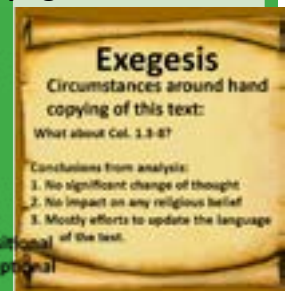 Exegesis
Circumstances around hand
copying of this text:
What about Col. 1.3-8?
Conclusions from analysis:
1. No significant change of thought
2. No impact on any religious belief
3. Mostly efforts to update the language
of the text.